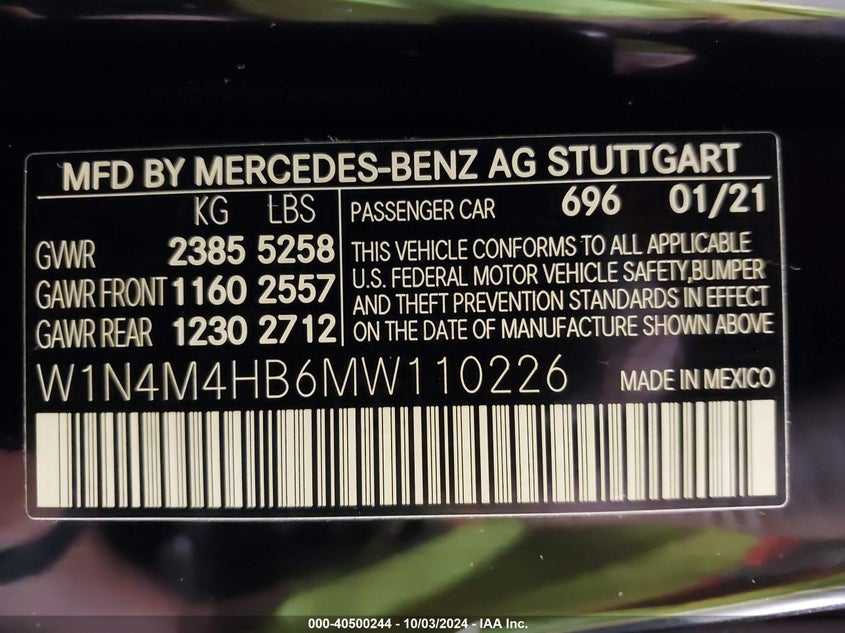 MFD BY MERCEDES-BENZ AG STUTTGART
KG LBS
GVWR 2385 5258
GAWR FRONT 1160 2557
GAWR REAR 1230 2712
PASSENGER CAR 696 01/21
THIS VEHICLE CONFORMS TO ALL APPLICABLE
U.S. FEDERAL MOTOR VEHICLE SAFETY,BUMPER
AND THEFT PREVENTION STANDARDS IN EFFECT
ON THE DATE OF MANUFACTURE SHOWN ABOVE
W1N4M4HB6MW110226 MADE IN MEXICO
000-40500244 | 10/03/2024 - IAA Inc.